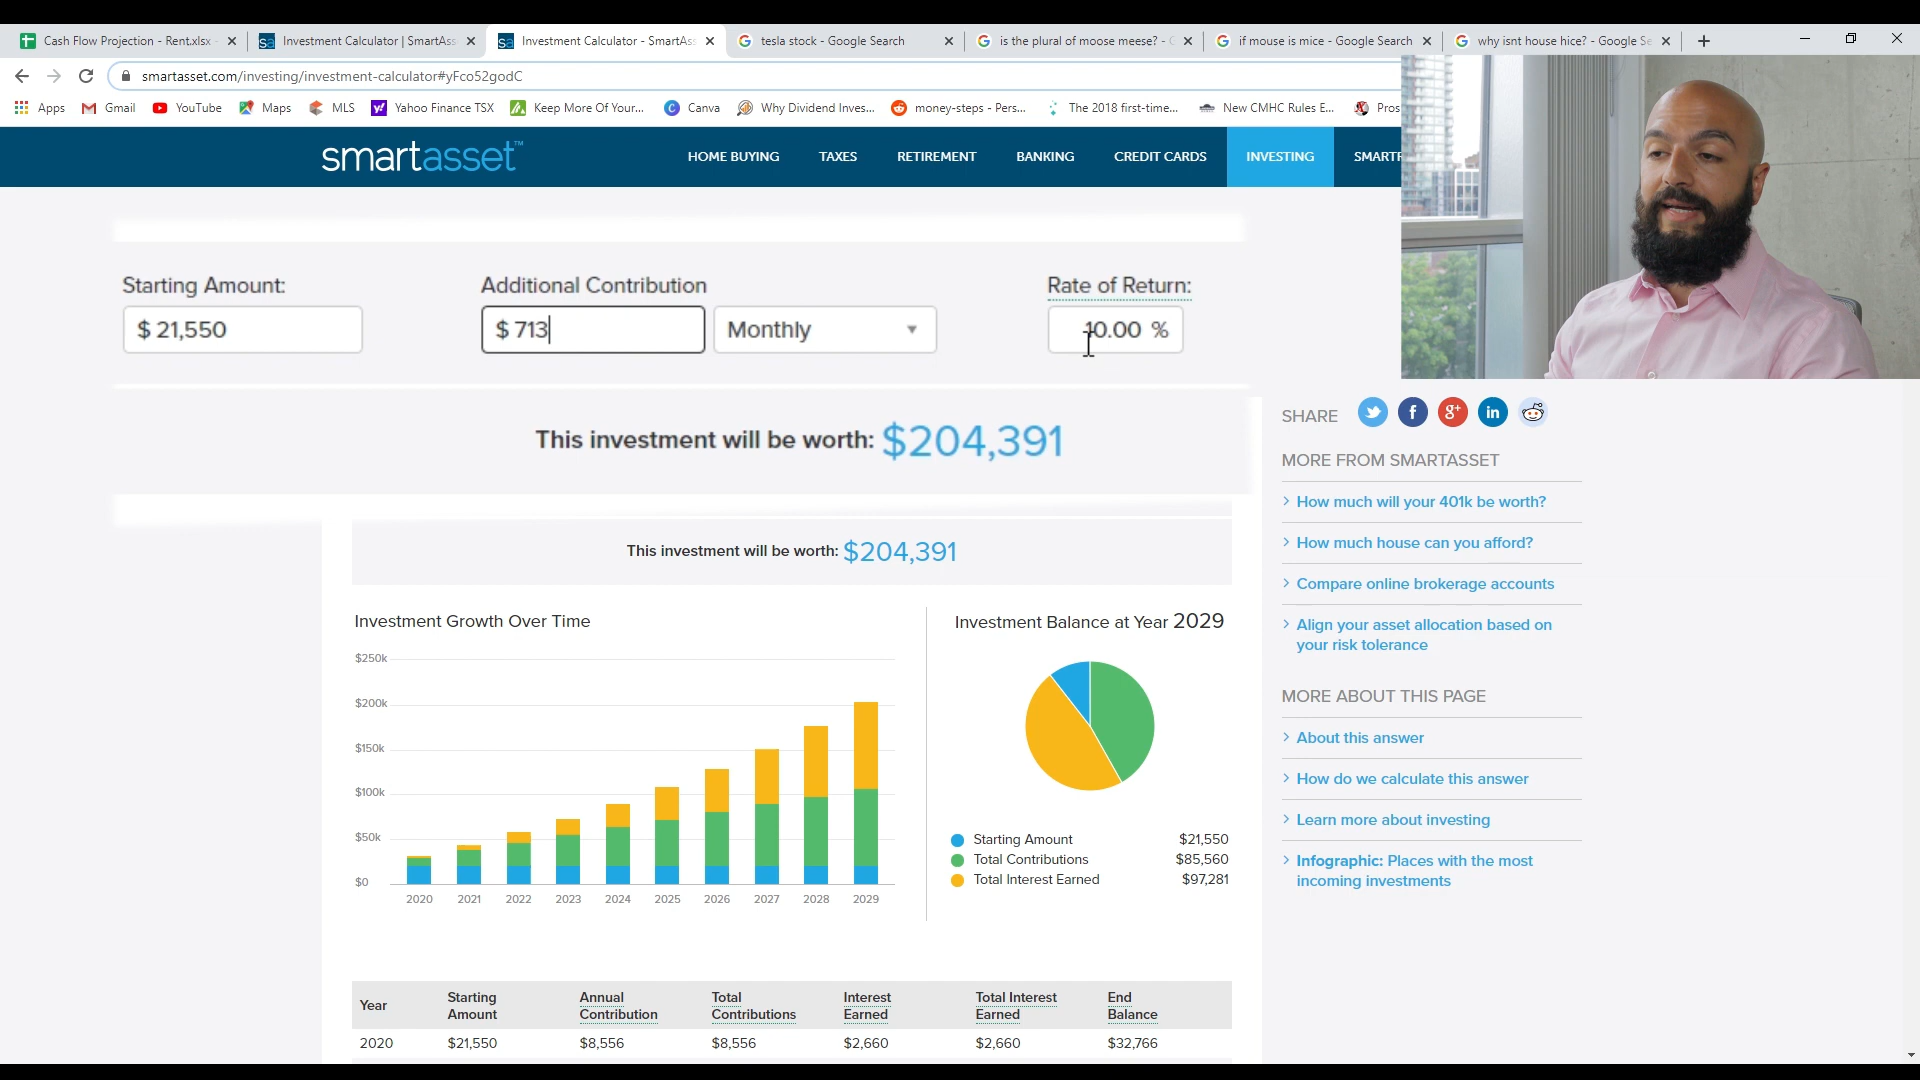 Cash Flow Projection - Rent.xlsx
Investment Calculator | SmartAss
Investment Calculator - SmartAs
tesla stock - Google Search
is the plural of moose meese? - G
if mouse is mice - Google Search
why isnt house hice? - Google Se
smartasset.com/investing/investment-calculator#yFco52godC
Apps
Gmail
YouTube
Maps
MLS
Yahoo Finance TSX
Keep More Of Your...
Canva
Why Dividend Inves...
money-steps - Pers...
The 2018 first-time...
New CMHC Rules E...
Pros
smartasset™
HOME BUYING
TAXES
RETIREMENT
BANKING
CREDIT CARDS
INVESTING
SMARTR
Starting Amount:
Additional Contribution
Rate of Return:
$ 21,550
$ 713
Monthly
10.00 %
This investment will be worth: $204,391
This investment will be worth: $204,391
Investment Growth Over Time
$250k
$200k
$150k
$100k
$50k
$0
2020 2021 2022 2023 2024 2025 2026 2027 2028 2029
Investment Balance at Year 2029
Starting Amount $21,550
Total Contributions $85,560
Total Interest Earned $97,281
Year
Starting Amount
Annual Contribution
Total Contributions
Interest Earned
Total Interest Earned
End Balance
2020 $21,550 $8,556 $8,556 $2,660 $2,660 $32,766
SHARE
MORE FROM SMARTASSET
How much will your 401k be worth?
How much house can you afford?
Compare online brokerage accounts
Align your asset allocation based on
your risk tolerance
MORE ABOUT THIS PAGE
About this answer
How do we calculate this answer
Learn more about investing
Infographic: Places with the most
incoming investments